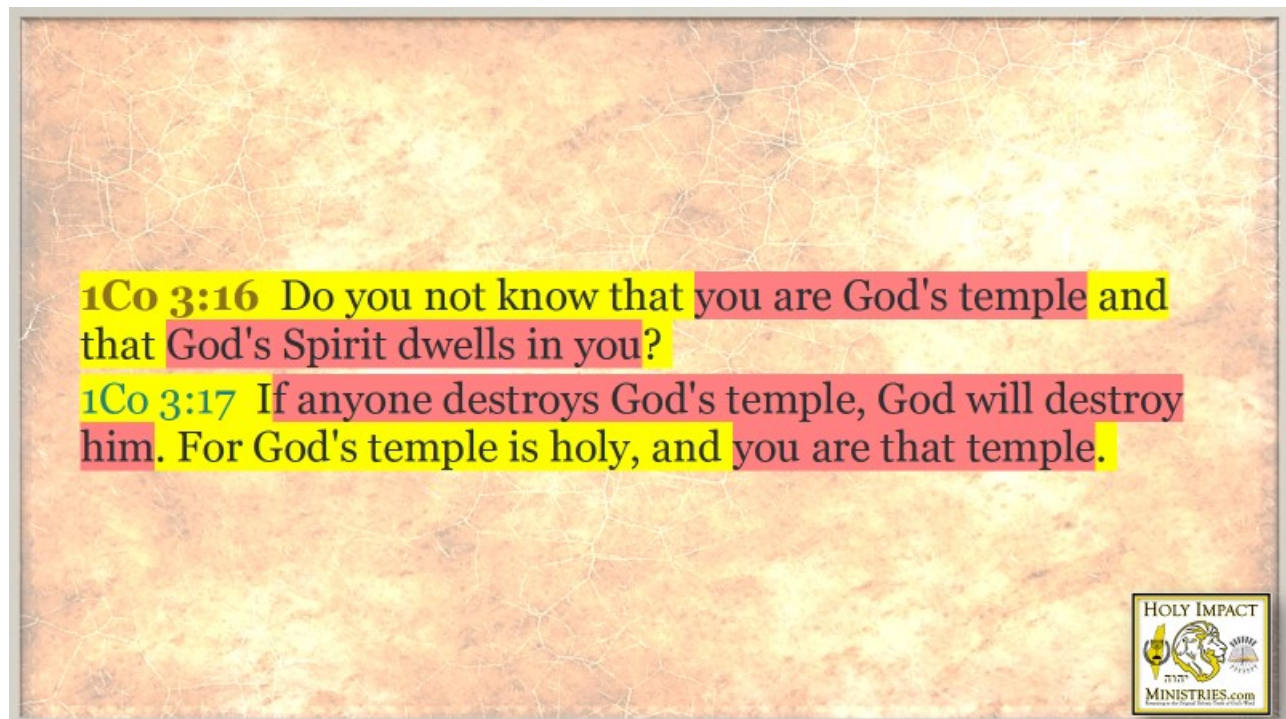 1Co 3:16 Do you not know that you are God's temple and
that God's Spirit dwells in you?
1Co 3:17 If anyone destroys God's temple, God will destroy
him. For God's temple is holy, and you are that temple.
HOLY IMPACT
יהוה
MINISTRIES.com